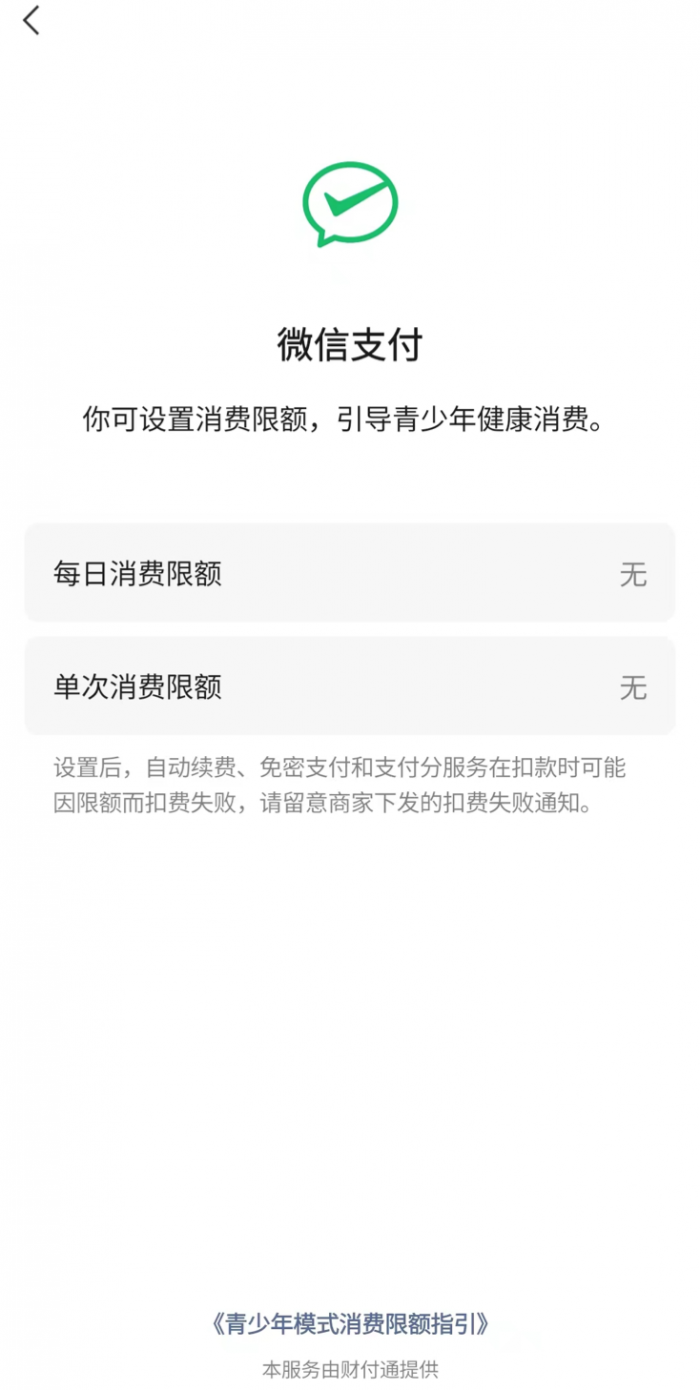 微信支付
你可设置消费限额，引导青少年健康消费。
每日消费限额 无
单次消费限额 无
设置后，自动续费、免密支付和支付分服务在扣款时可能
因限额而扣费失败，请留意商家下发的扣费失败通知。
《青少年模式消费限额指引》
本服务由财付通提供